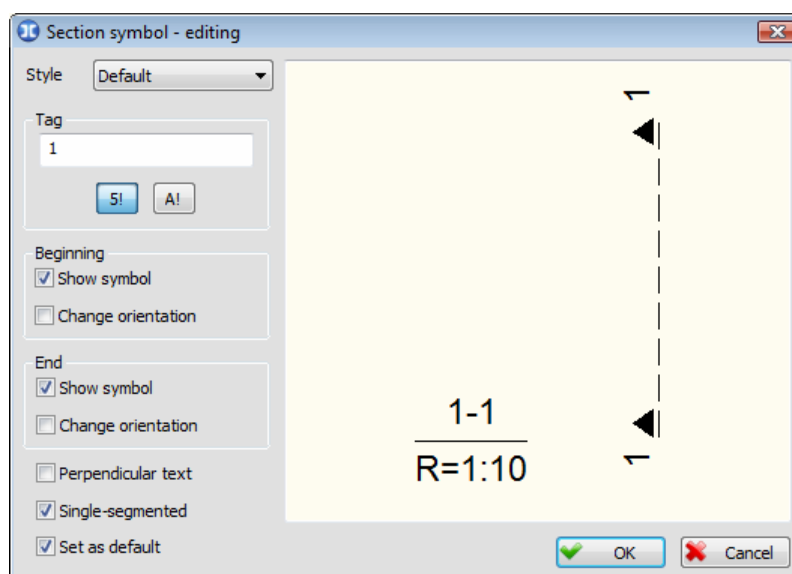 Section symbol - editing
Style Default
Tag
1
5! A!
Beginning
Show symbol
Change orientation
End
Show symbol
Change orientation
Perpendicular text
Single-segmented
Set as default
1
1
1-1
R=1:10
OK Cancel